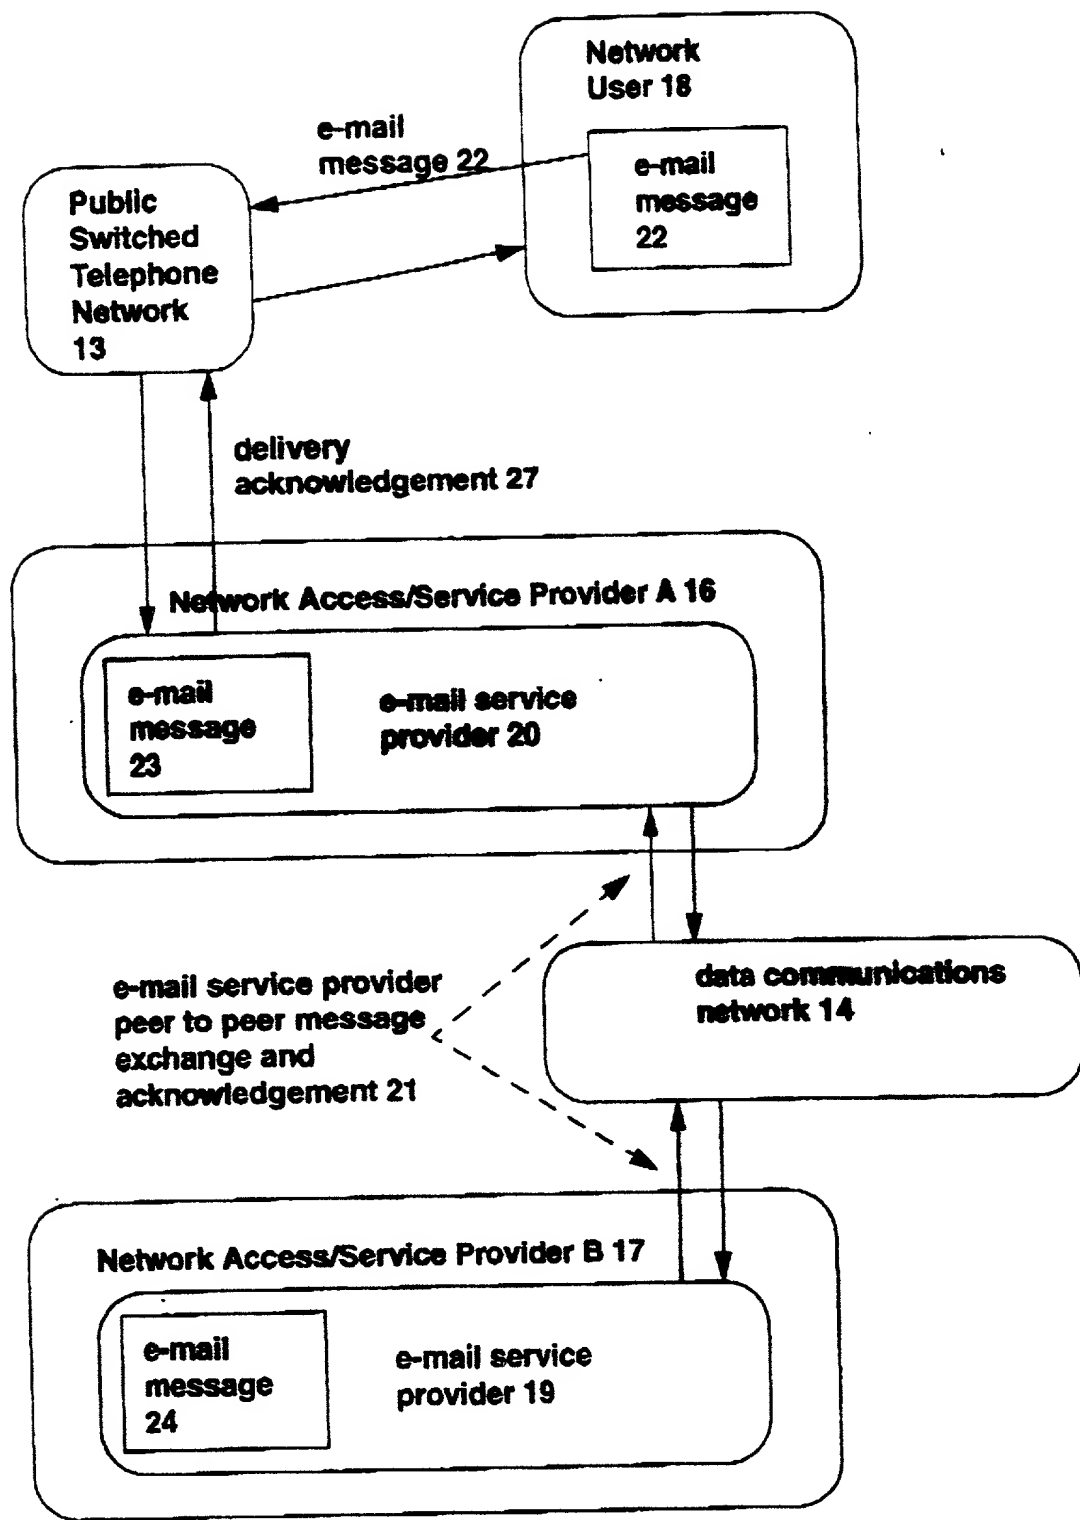 Network
User 18
e-mail
message 22
e-mail
message
22
Public
Switched
Telephone
Network
13
delivery
acknowledgement 27
Network Access/Service Provider A 16
e-mail
message
23
e-mail service
provider 20
data communications
network 14
e-mail service provider
peer to peer message
exchange and
acknowledgement 21
Network Access/Service Provider B 17
e-mail
message
24
e-mail service
provider 19